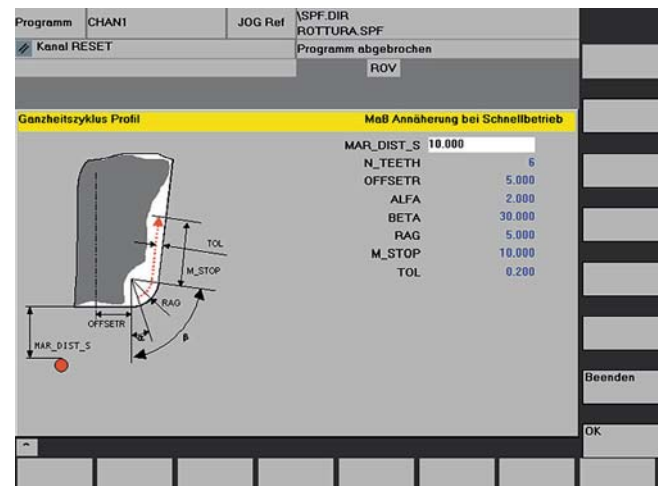 Programm CHAN1 JOG Ref \SPF.DIR
ROTTURA.SPF
Kanal RESET Programm abgebrochen
ROV
Ganzheitszyklus Profil Maß Annäherung bei Schnellbetrieb
MAR_DIST_S 10.000
N_TEETH 6
OFFSETR 5.000
ALFA 2.000
BETA 30.000
RAG 5.000
M_STOP 10.000
TOL 0.200
TOL
M_STOP
RAG
OFFSETR
α
β
MAR_DIST_S
Beenden
OK
^